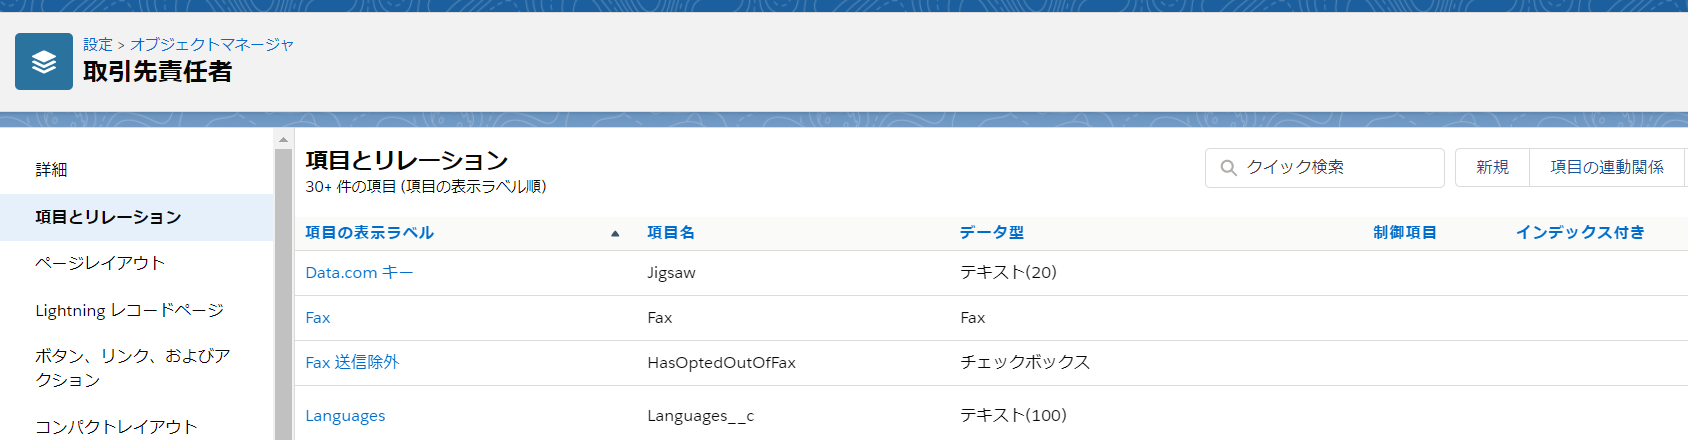 設定 > オブジェクトマネージャ
取引先責任者
詳細
項目とリレーション
ページレイアウト
Lightning レコードページ
ボタン、リンク、およびア
クション
コンパクトレイアウト
項目とリレーション
30+ 件の項目 (項目の表示ラベル順)
クイック検索
新規
項目の連動関係
項目の表示ラベル 項目名 データ型 制御項目 インデックス付き
Data.com キー Jigsaw テキスト(20)
Fax Fax Fax
Fax 送信除外 HasOptedOutOfFax チェックボックス
Languages Languages__c テキスト(100)